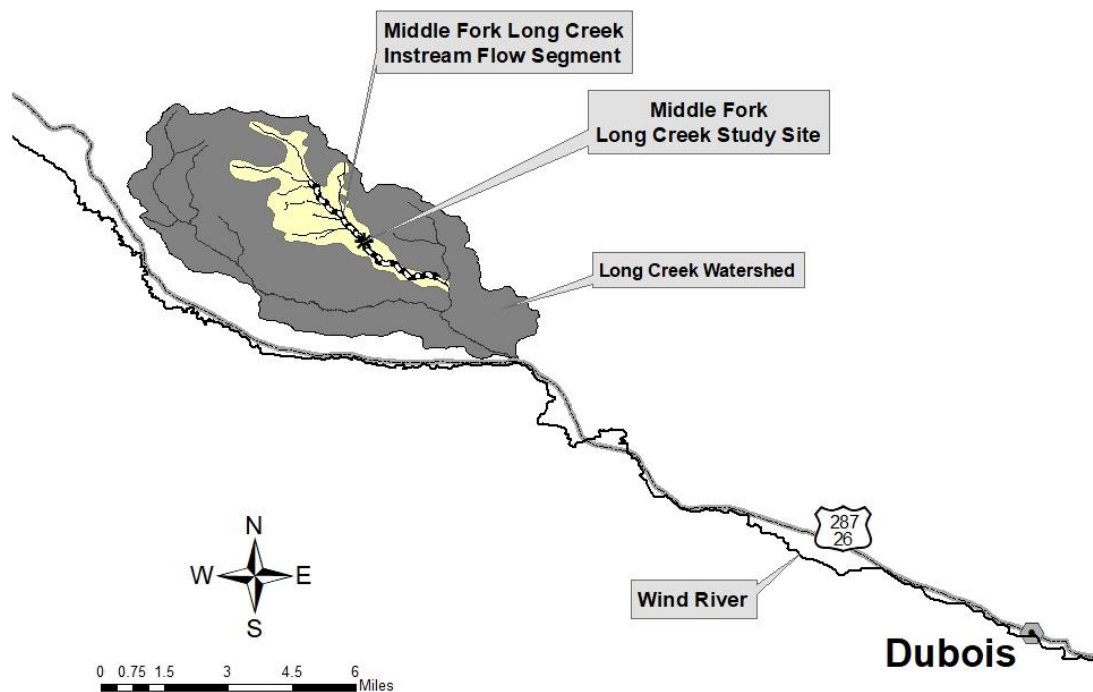 Middle Fork Long Creek
Instream Flow Segment
Middle Fork
Long Creek Study Site
Long Creek Watershed
287
26
Wind River
Dubois
N
W E
S
0 0.75 1.5 3 4.5 6
Miles